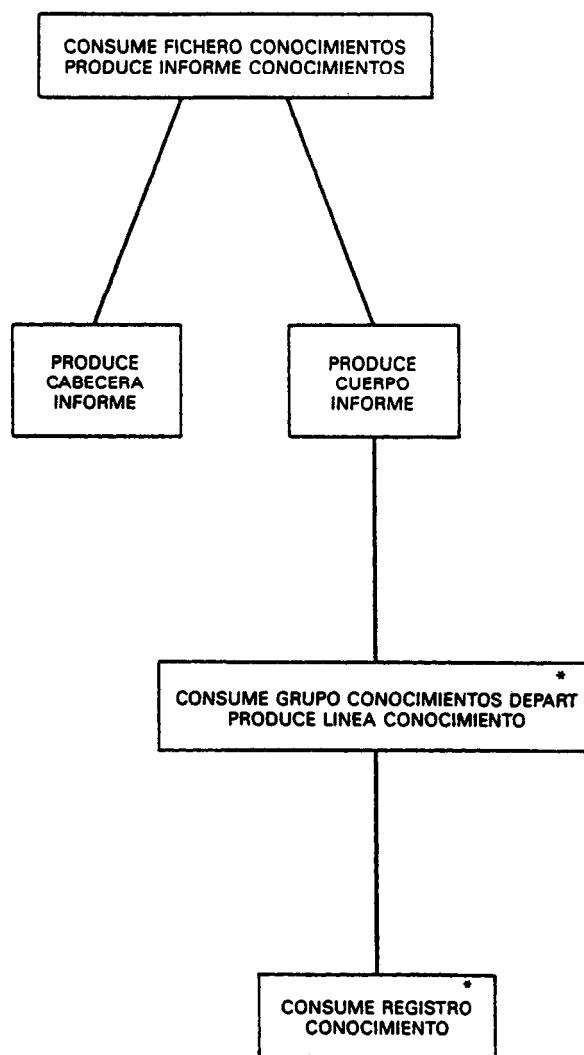 CONSUME FICHERO CONOCIMIENTOS
PRODUCE INFORME CONOCIMIENTOS
PRODUCE
CABECERA
INFORME
PRODUCE
CUERPO
INFORME
*
CONSUME GRUPO CONOCIMIENTOS DEPART
PRODUCE LINEA CONOCIMIENTO
*
CONSUME REGISTRO
CONOCIMIENTO